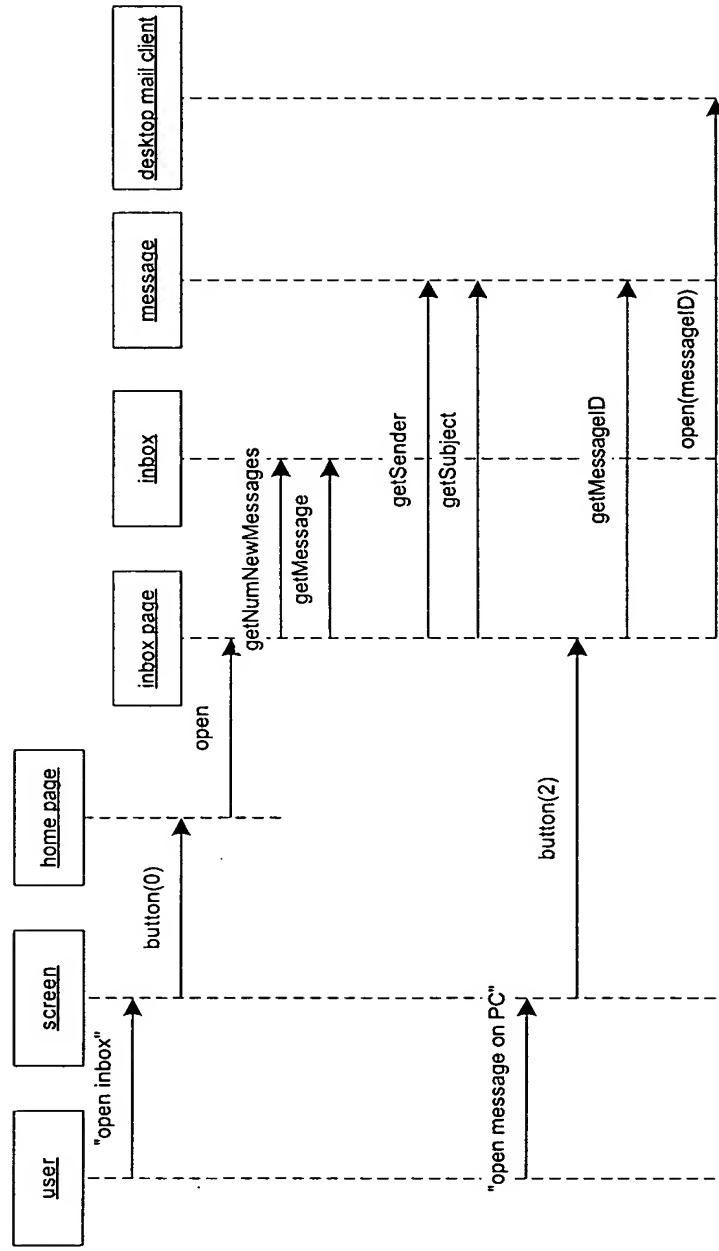 user
screen
home page
inbox page
inbox
message
desktop mail client
"open inbox"
button(0)
open
getNumNewMessages
getMessage
getSender
getSubject
"open message on PC"
button(2)
getMessageID
open(messageID)